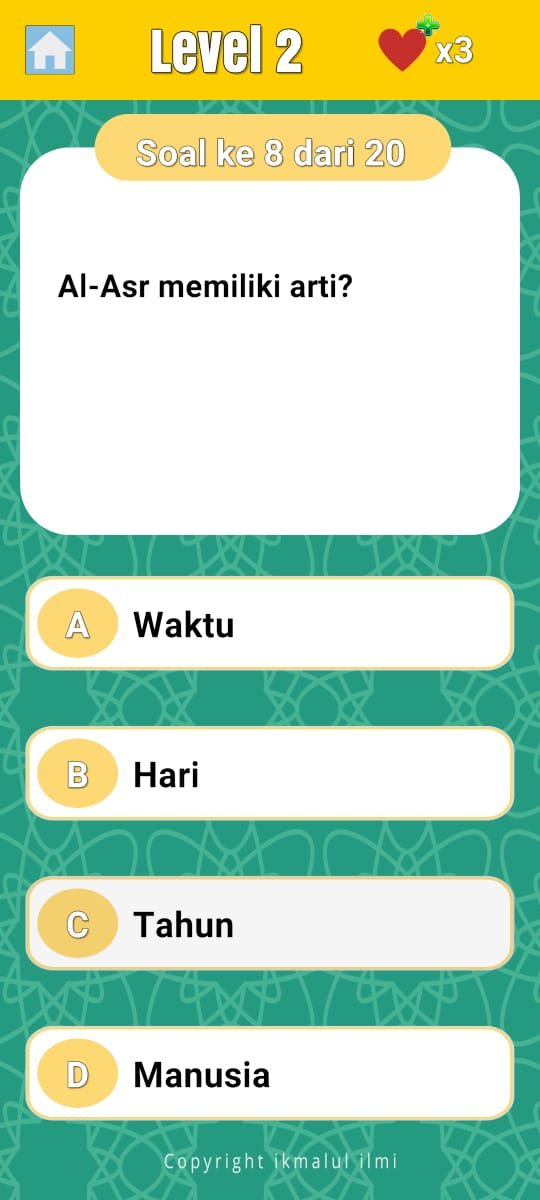 Level 2
x3
Soal ke 8 dari 20
Al-Asr memiliki arti?
A Waktu
B Hari
C Tahun
D Manusia
Copyright ikmalul ilmi